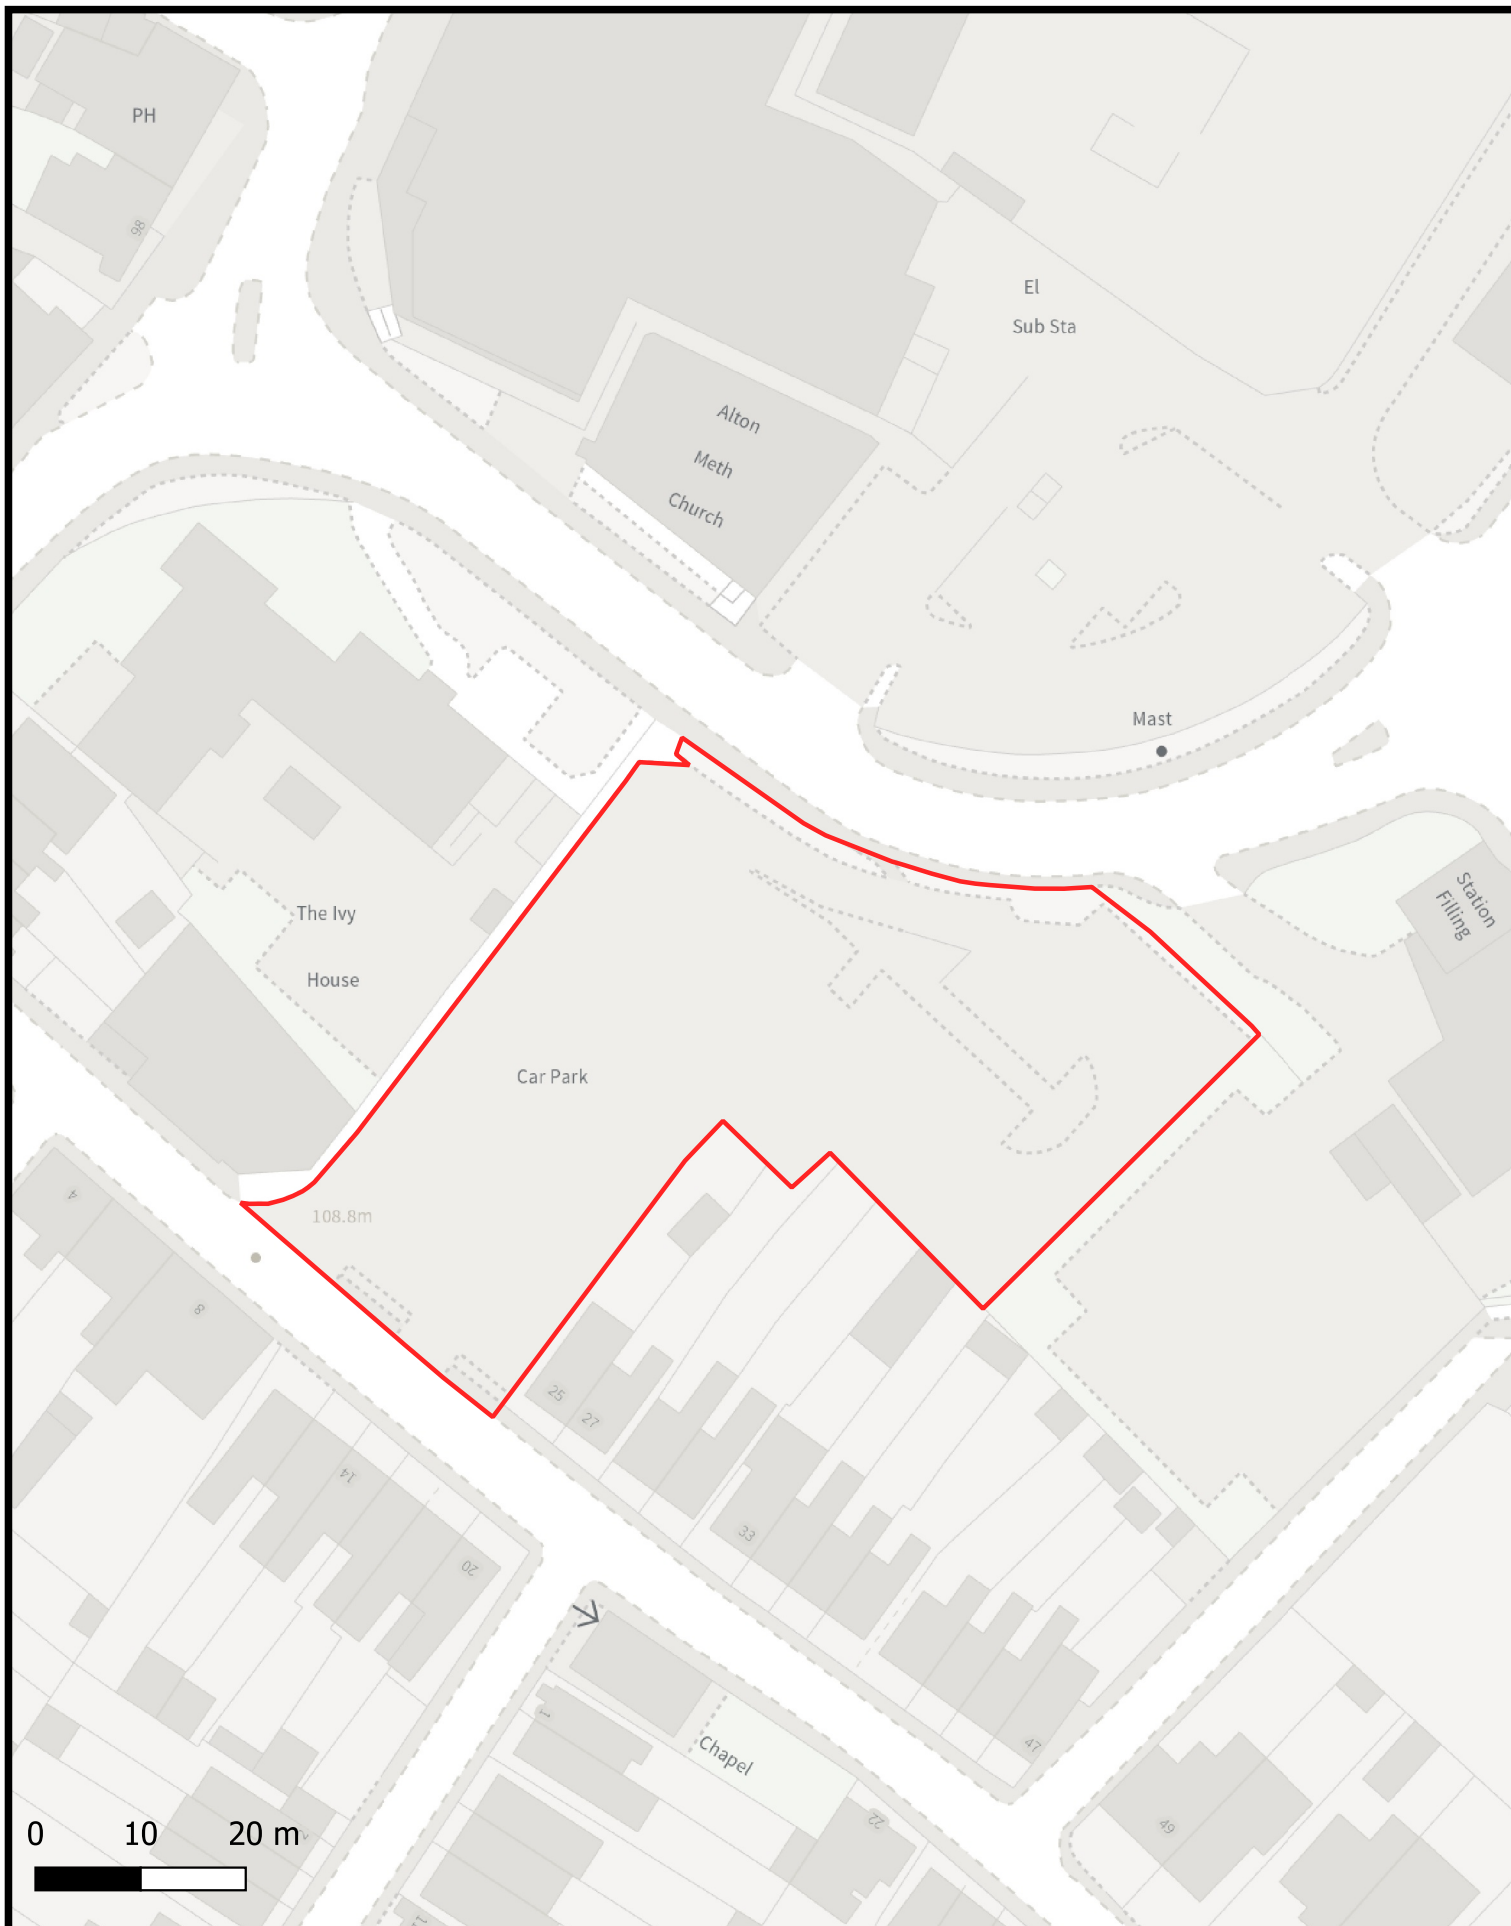 PH
98
El
Sub Sta
Alton
Meth
Church
Mast
Station
Filling
The Ivy
House
Car Park
108.8m
4
8
25
27
14
33
20
1
Chapel
47
22
49
0 10 20 m